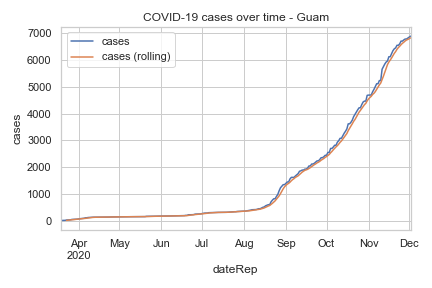 COVID-19 cases over time - Guam
cases
cases (rolling)
7000
6000
5000
4000
3000
2000
1000
0
cases
Apr May Jun Jul Aug Sep Oct Nov Dec
2020
dateRep